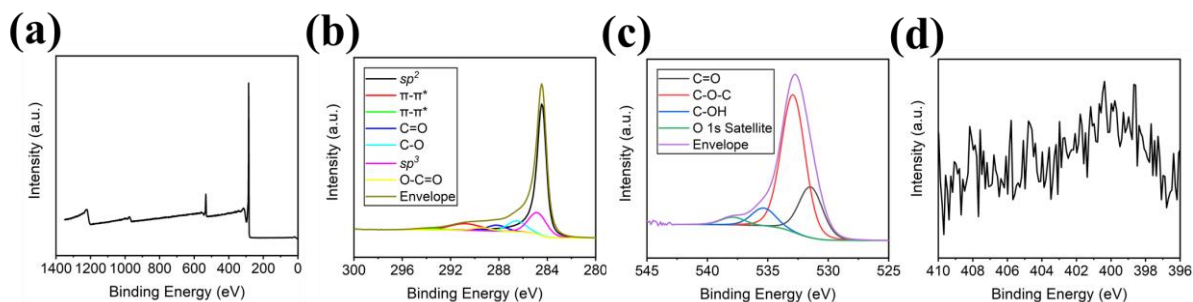 (a)
Intensity (a.u.)
1400 1200 1000 800 600 400 200 0
Binding Energy (eV)
(b)
Intensity (a.u.)
sp²
π-π*
π-π*
C=O
C-O
sp³
O-C=O
Envelope
300 296 292 288 284 280
Binding Energy (eV)
(c)
Intensity (a.u.)
C=O
C-O-C
C-OH
O 1s Satellite
Envelope
545 540 535 530 525
Binding Energy (eV)
(d)
Intensity (a.u.)
410 408 406 404 402 400 398 396
Binding Energy (eV)